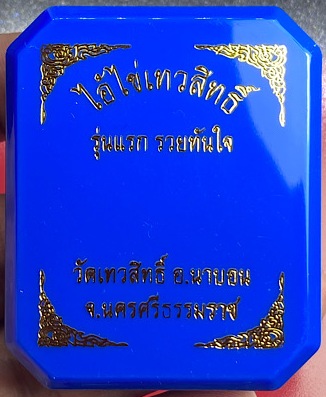 ไอ้ไข่เทวสิทธิ์
รุ่นแรก รวยทันใจ
วัดเทวสิทธิ์ อ.นาบอน
จ.นครศรีธรรมราช